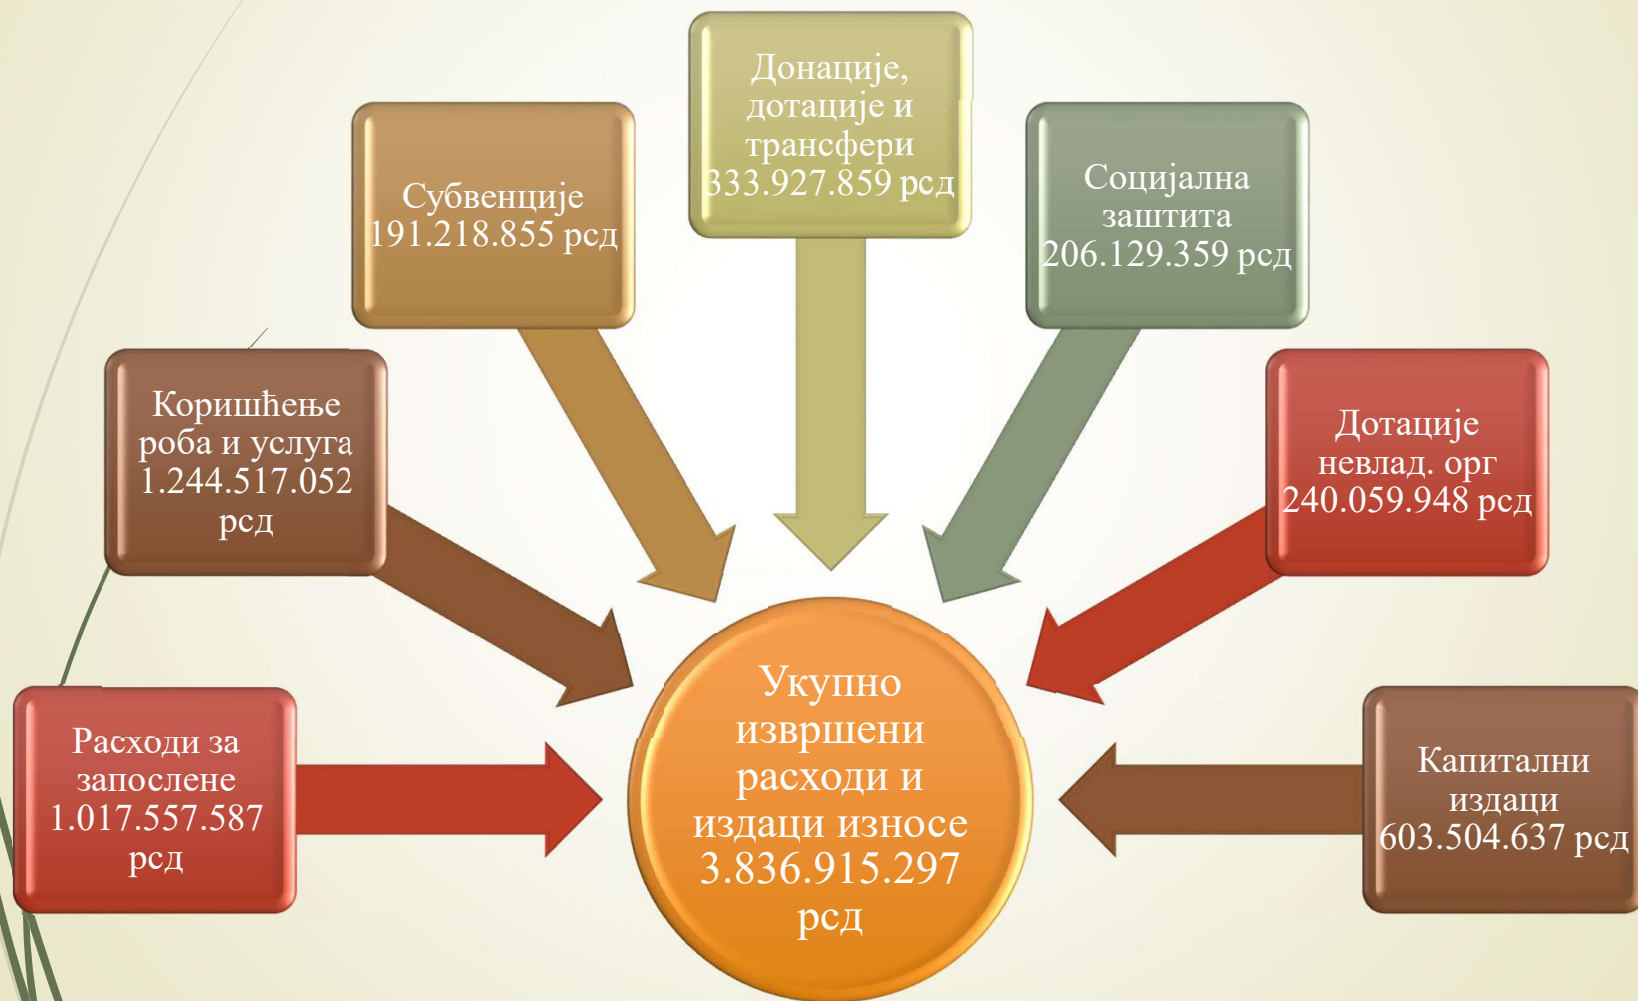 Донације,
дотације и
трансфери
333.927.859 рсд
Субвенције
191.218.855 рсд
Социјална
заштита
206.129.359 рсд
Коришћење
роба и услуга
1.244.517.052
рсд
Дотације
невлад. орг
240.059.948 рсд
Расходи за
запослене
1.017.557.587
рсд
Укупно
извршени
расходи и
издаци износе
3.836.915.297
рсд
Капитални
издаци
603.504.637 рсд